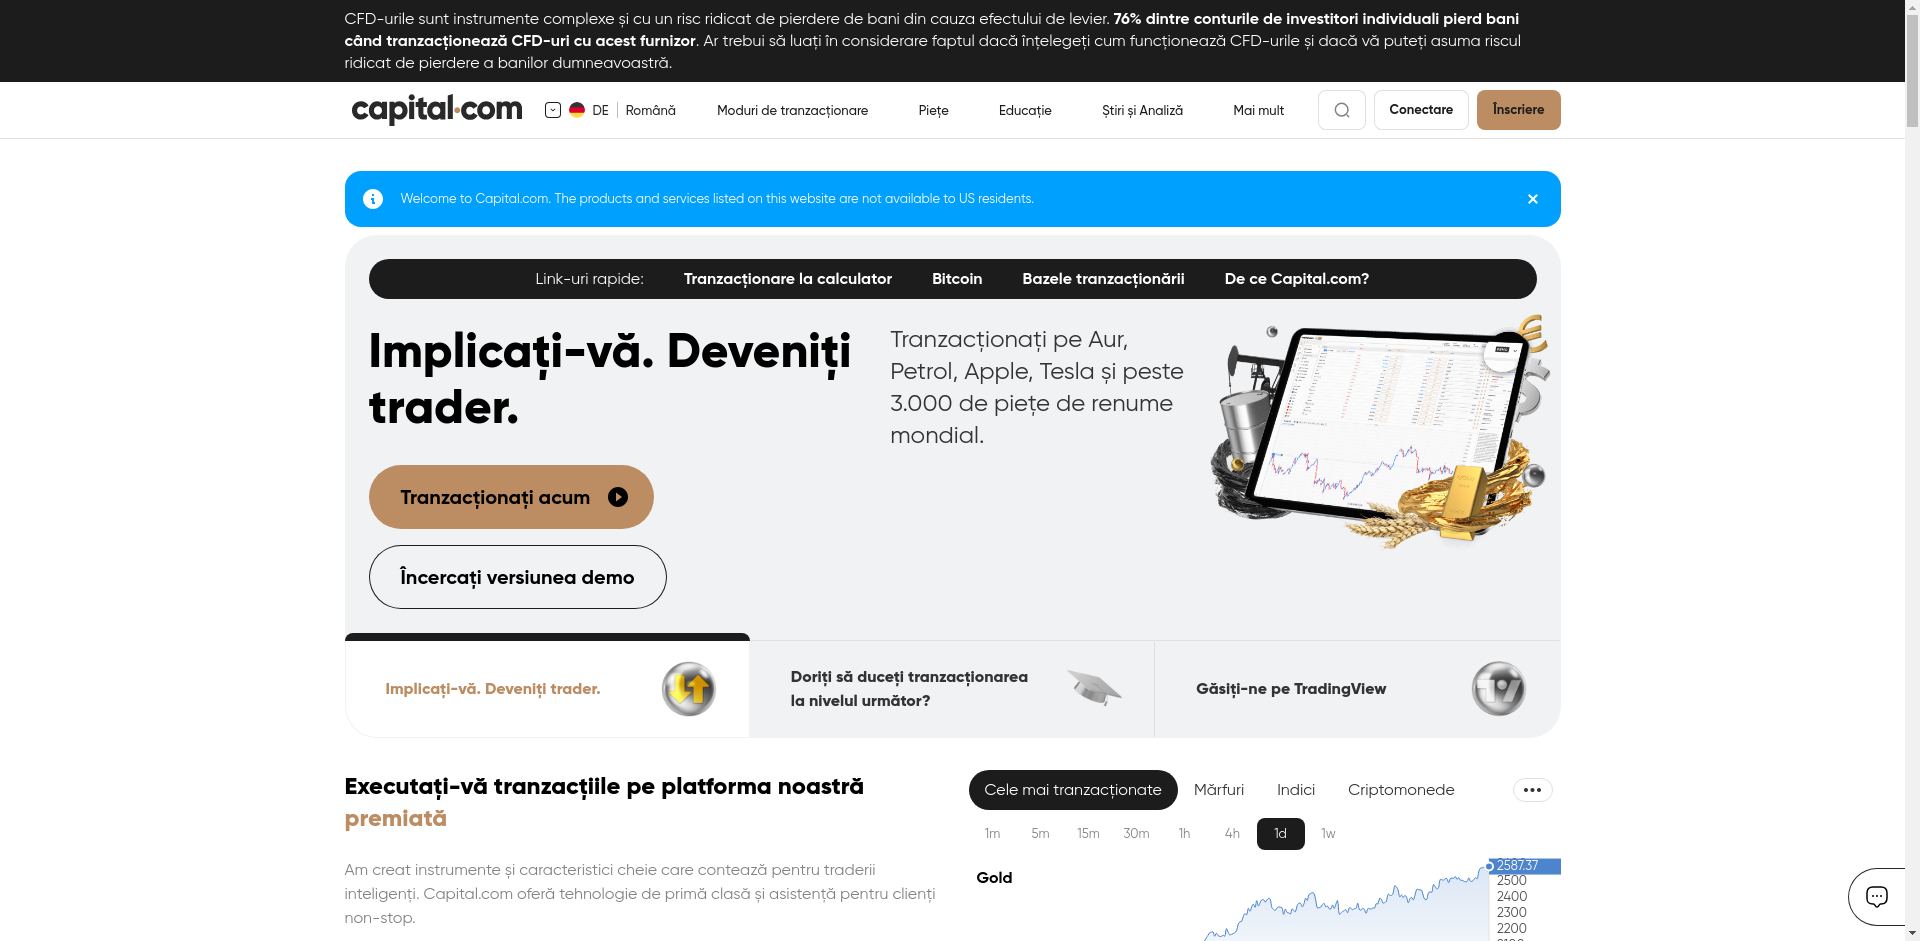 CFD-urile sunt instrumente complexe și cu un risc ridicat de pierdere de bani din cauza efectului de levier. 76% dintre conturile de investitori individuali pierd bani
când tranzacționează CFD-uri cu acest furnizor. Ar trebui să luați în considerare faptul dacă înțelegeți cum funcționează CFD-urile și dacă vă puteți asuma riscul
ridicat de pierdere a banilor dumneavoastră.
capital.com
DE | Română
Moduri de tranzacționare
Piețe
Educație
Știri și Analiză
Mai mult
Conectare
Înscriere
Welcome to Capital.com. The products and services listed on this website are not available to US residents.
Link-uri rapide:
Tranzacționare la calculator
Bitcoin
Bazele tranzacționării
De ce Capital.com?
Implicați-vă. Deveniți
trader.
Tranzacționați pe Aur,
Petrol, Apple, Tesla și peste
3.000 de piețe de renume
mondial.
Tranzacționați acum
Încercați versiunea demo
Implicați-vă. Deveniți trader.
Doriți să duceți tranzacționarea
la nivelul următor?
Găsiți-ne pe TradingView
Executați-vă tranzacțiile pe platforma noastră
premiată
Am creat instrumente și caracteristici cheie care contează pentru traderii
inteligenți. Capital.com oferă tehnologie de primă clasă și asistență pentru clienți
non-stop.
Cele mai tranzacționate
Mărfuri
Indici
Criptomonede
1m
5m
15m
30m
1h
4h
1d
1w
Gold
2587.37
2500
2400
2300
2200